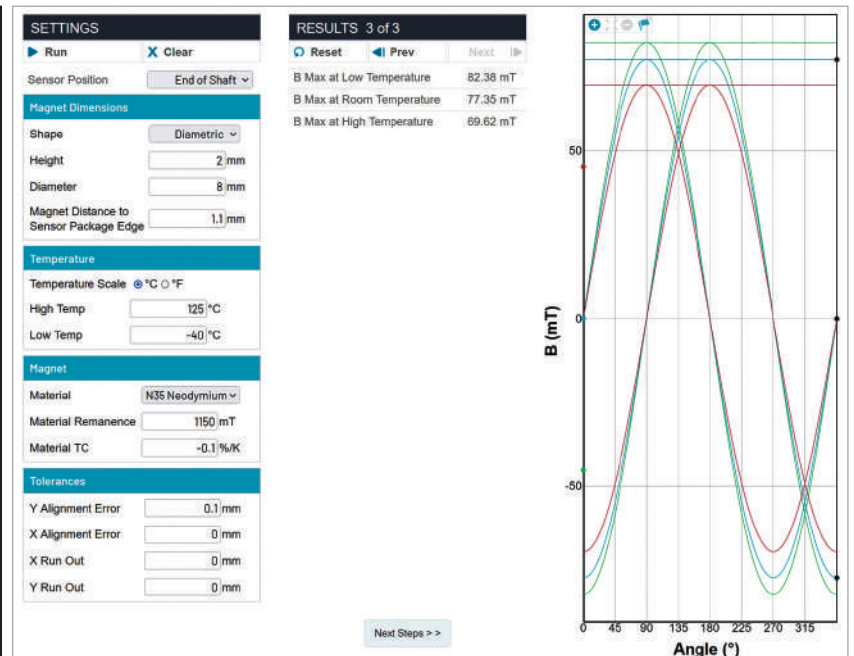 SETTINGS
Run
X Clear
Sensor Position
End of Shaft
Magnet Dimensions
Shape
Diametric
Height
2 mm
Diameter
8 mm
Magnet Distance to
Sensor Package Edge
1.1 mm
Temperature
Temperature Scale °C °F
High Temp
125 °C
Low Temp
-40 °C
Magnet
Material
N35 Neodymium
Material Remanence
1150 mT
Material TC
-0.1 %/K
Tolerances
Y Alignment Error
0.1 mm
X Alignment Error
0 mm
X Run Out
0 mm
Y Run Out
0 mm
RESULTS 3 of 3
Reset
Prev
Next
B Max at Low Temperature 82.38 mT
B Max at Room Temperature 77.35 mT
B Max at High Temperature 69.62 mT
Next Steps > >
B (mT)
50
0
-50
0 45 90 135 180 225 270 315
Angle (°)